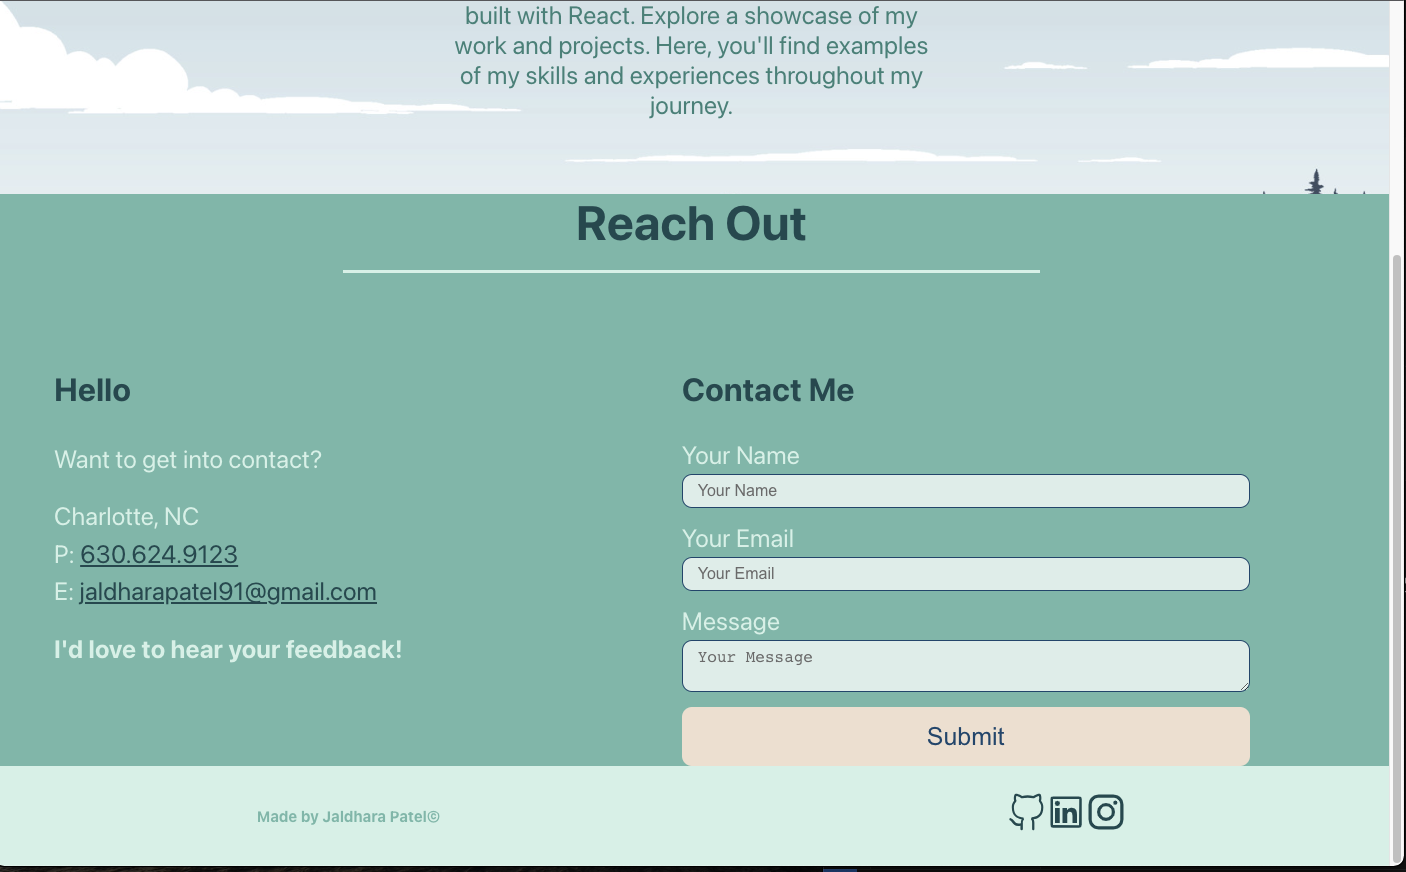 built with React. Explore a showcase of my
work and projects. Here, you'll find examples
of my skills and experiences throughout my
journey.
Reach Out
Hello
Want to get into contact?
Charlotte, NC
P: 630.624.9123
E: jaldharapatel91@gmail.com
I'd love to hear your feedback!
Contact Me
Your Name
Your Name
Your Email
Your Email
Message
Your Message
Submit
Made by Jaldhara Patel©
in